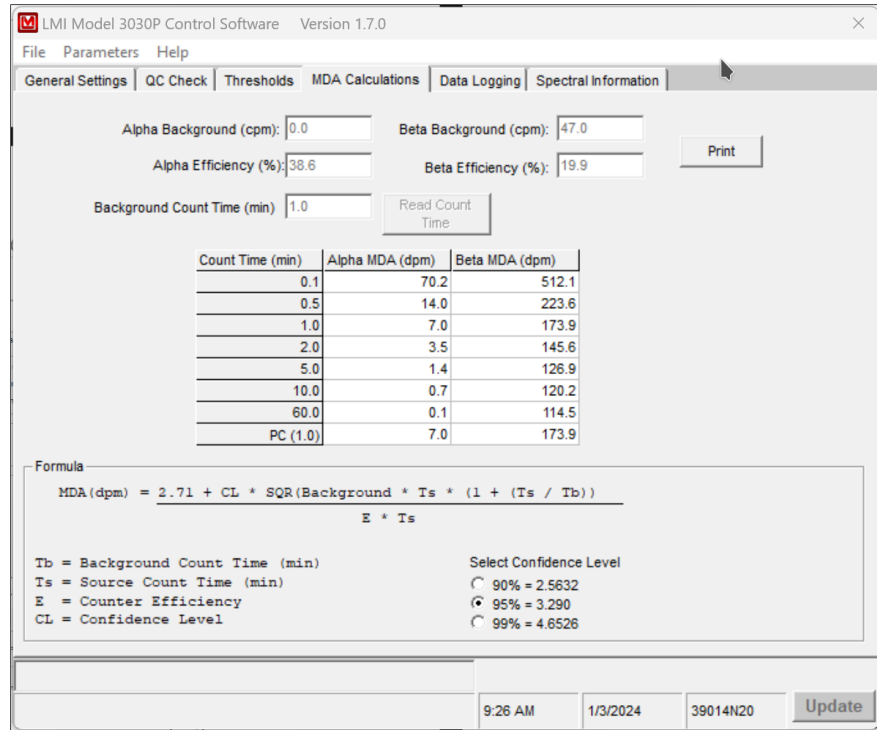 LMI Model 3030P Control Software Version 1.7.0
File Parameters Help
General Settings QC Check Thresholds MDA Calculations Data Logging Spectral Information
Alpha Background (cpm): 0.0 Beta Background (cpm): 47.0
Print
Alpha Efficiency (%): 38.6 Beta Efficiency (%): 19.9
Background Count Time (min) 1.0 Read Count Time
Count Time (min) Alpha MDA (dpm) Beta MDA (dpm)
0.1 70.2 512.1
0.5 14.0 223.6
1.0 7.0 173.9
2.0 3.5 145.6
5.0 1.4 126.9
10.0 0.7 120.2
60.0 0.1 114.5
PC (1.0) 7.0 173.9
Formula
MDA(dpm) = 2.71 + CL * SQR(Background * Ts * (1 + (Ts / Tb))
E * Ts
Tb = Background Count Time (min)
Ts = Source Count Time (min)
E = Counter Efficiency
CL = Confidence Level
Select Confidence Level
90% = 2.5632
95% = 3.290
99% = 4.6526
9:26 AM 1/3/2024 39014N20 Update